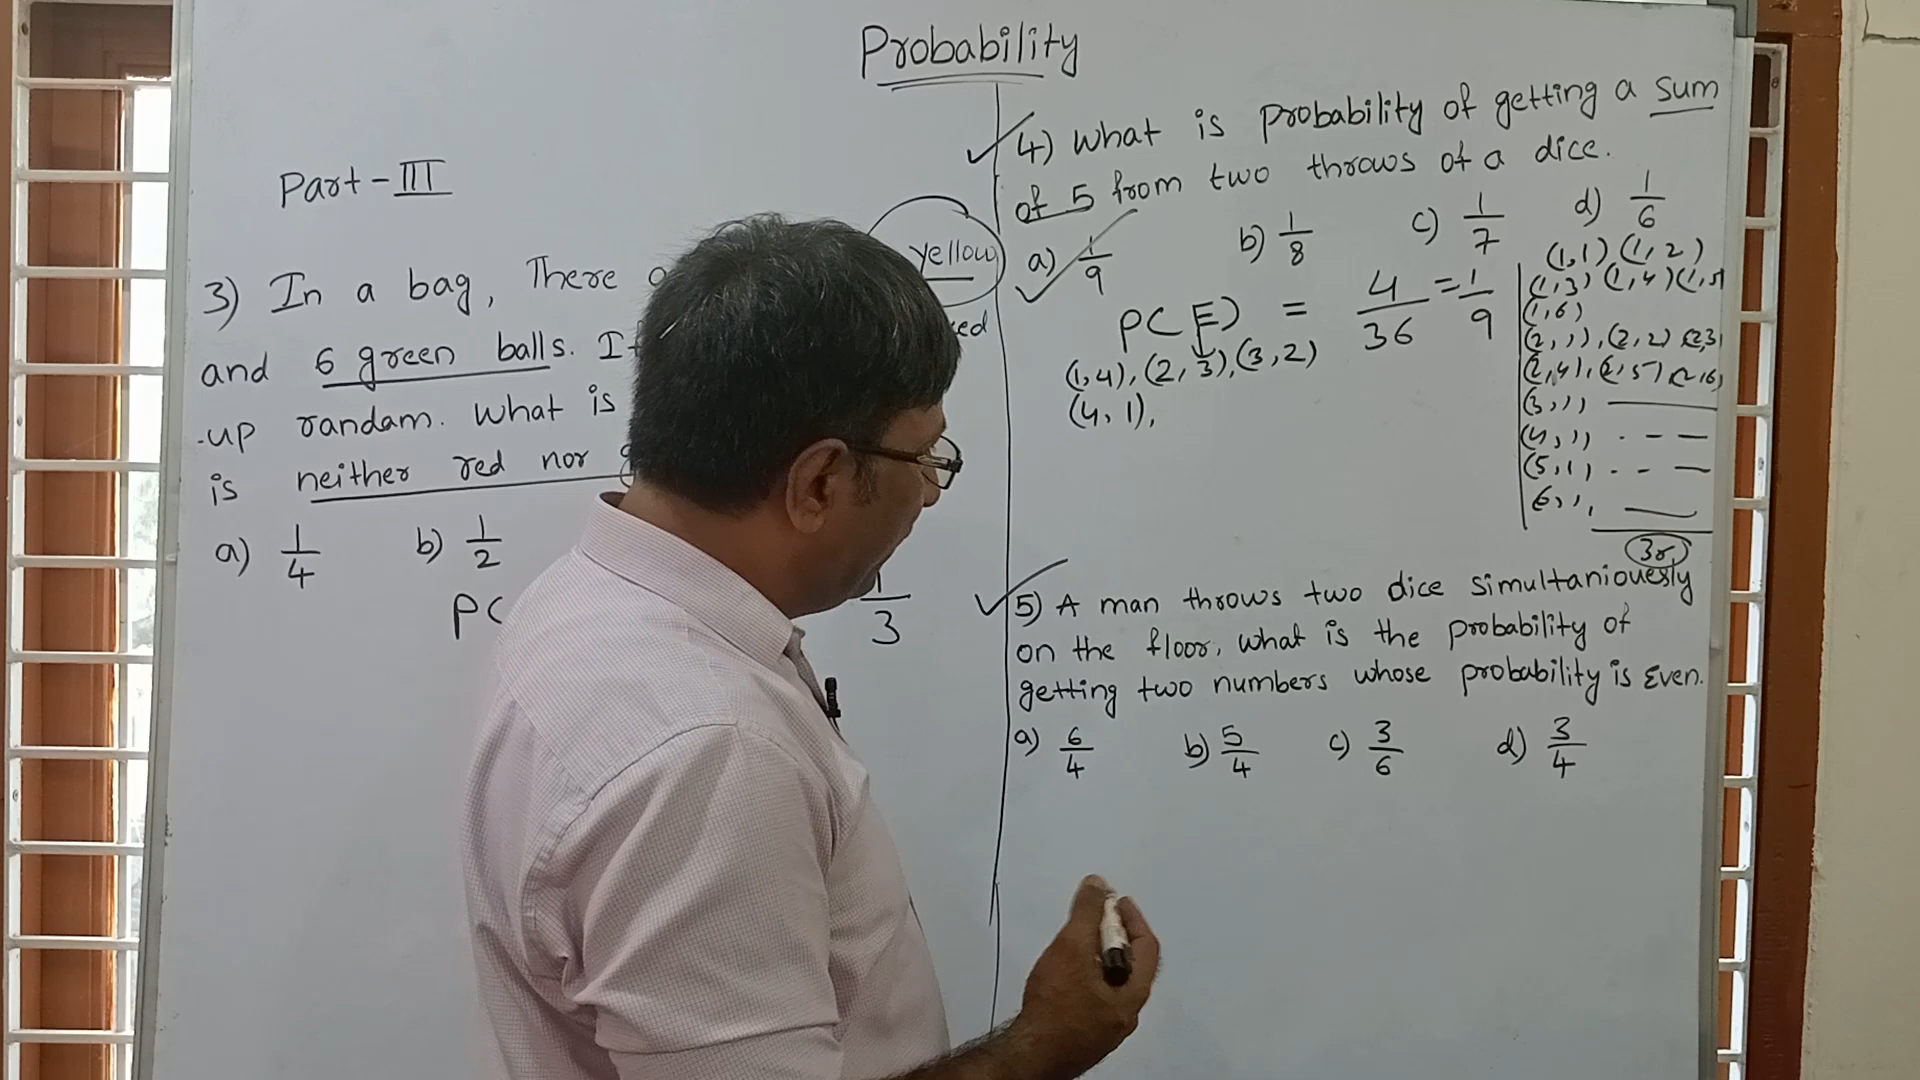 Probability
Part - III
3) In a bag, There
yellow
and 6 green balls. If
up randam. What is
is neither red nor
a) 1/4 b) 1/2
P(
1/3
4) What is probability of getting a sum
of 5 from two throws of a dice.
a) 1/9 b) 1/8 c) 1/7 d) 1/6
P(E) = 4/36 = 1/9
(1,4), (2,3), (3,2)
(4,1),
(1,1) (1,2)
(1,3) (1,4) (1,5)
(1,6)
(2,1), (2,2) (2,3)
(2,4), (2,5) (2,6)
(3,1)
(4,1)
(5,1)
6,1,
5) A man throws two dice simultaniouesly
on the floor, what is the probability of
getting two numbers whose probability is Even.
a) 6/4 b) 5/4 c) 3/6 d) 3/4